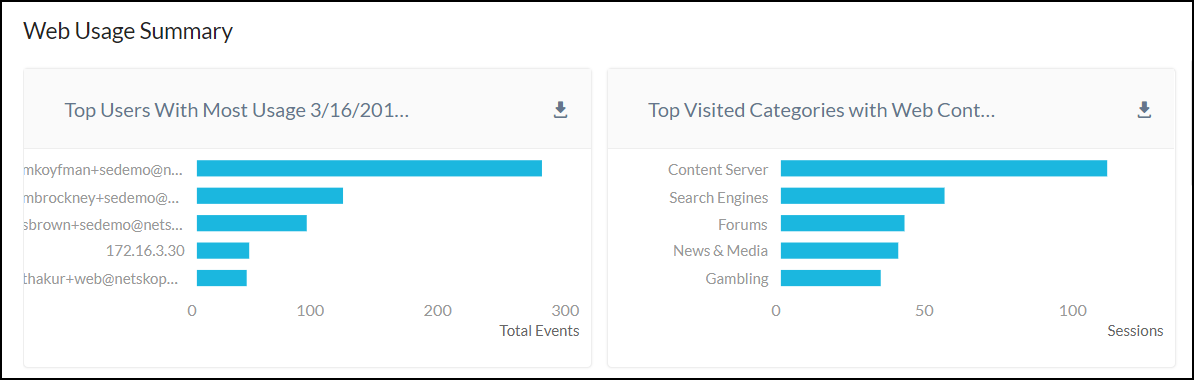 Web Usage Summary
Top Users With Most Usage 3/16/201...
mkoyfman+sedemo@n...
mbrockney+sedemo@...
sbrown+sedemo@nets...
172.16.3.30
thakur+web@netskop...
0 100 200 300
Total Events
Top Visited Categories with Web Cont...
Content Server
Search Engines
Forums
News & Media
Gambling
0 50 100
Sessions